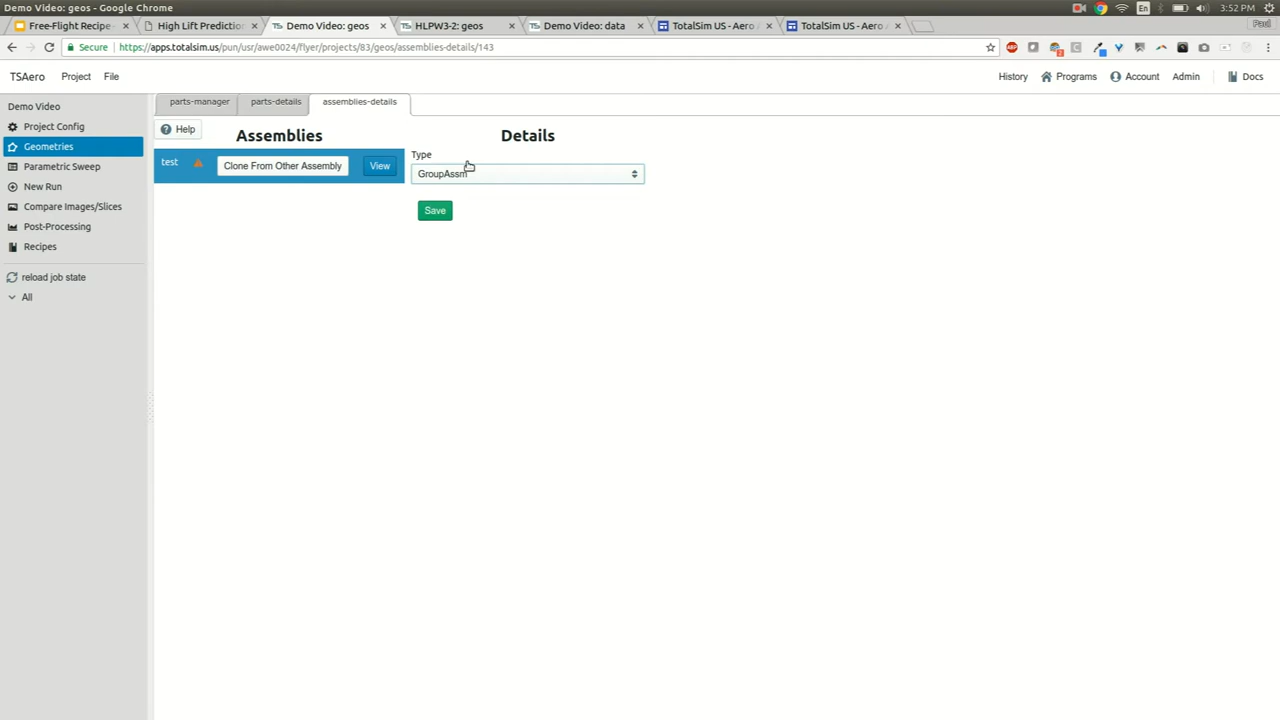 Demo Video: geos - Google Chrome
3:52 PM
En
Free-Flight Recipe
High Lift Prediction
Demo Video: geos
HLPW3-2: geos
Demo Video: data
TotalSim US - Aero
TotalSim US - Aero
Paul
Secure
https://apps.totalsim.us/pun/usr/awe0024/flyer/projects/83/geos/assemblies-details/143
TSAero
Project
File
History
Programs
Account
Admin
Docs
Demo Video
Project Config
Geometries
Parametric Sweep
New Run
Compare Images/Slices
Post-Processing
Recipes
reload job state
All
parts-manager
parts-details
assemblies-details
Help
Assemblies
Details
test
Clone From Other Assembly
View
Type
GroupAssm
Save